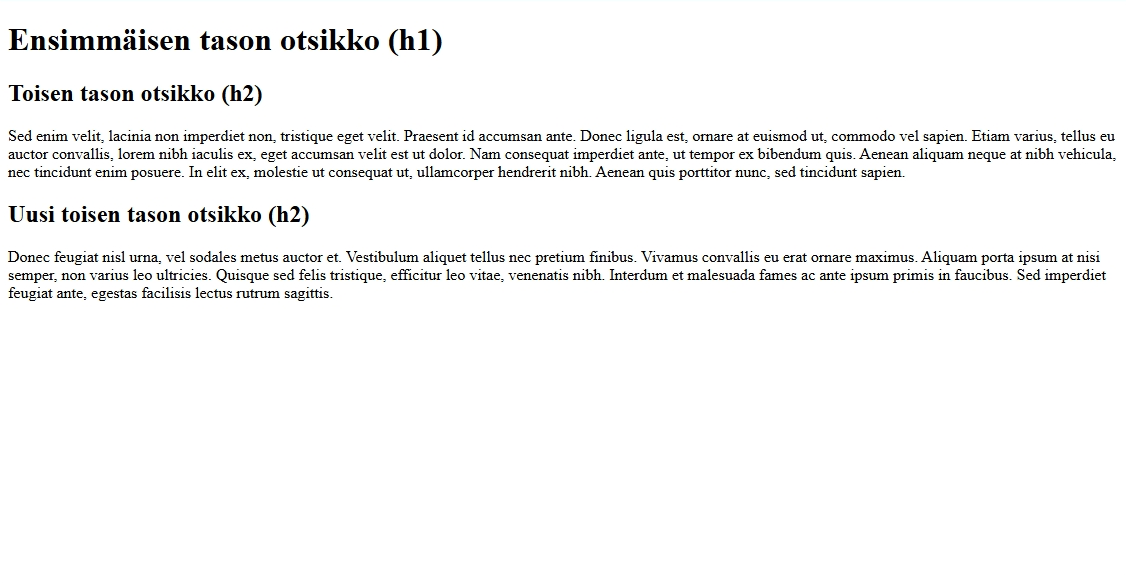 Ensimmäisen tason otsikko (h1)
Toisen tason otsikko (h2)
Sed enim velit, lacinia non imperdiet non, tristique eget velit. Praesent id accumsan ante. Donec ligula est, ornare at euismod ut, commodo vel sapien. Etiam varius, tellus eu
auctor convallis, lorem nibh iaculis ex, eget accumsan velit est ut dolor. Nam consequat imperdiet ante, ut tempor ex bibendum quis. Aenean aliquam neque at nibh vehicula,
nec tincidunt enim posuere. In elit ex, molestie ut consequat ut, ullamcorper hendrerit nibh. Aenean quis porttitor nunc, sed tincidunt sapien.
Uusi toisen tason otsikko (h2)
Donec feugiat nisl urna, vel sodales metus auctor et. Vestibulum aliquet tellus nec pretium finibus. Vivamus convallis eu erat ornare maximus. Aliquam porta ipsum at nisi
semper, non varius leo ultricies. Quisque sed felis tristique, efficitur leo vitae, venenatis nibh. Interdum et malesuada fames ac ante ipsum primis in faucibus. Sed imperdiet
feugiat ante, egestas facilisis lectus rutrum sagittis.